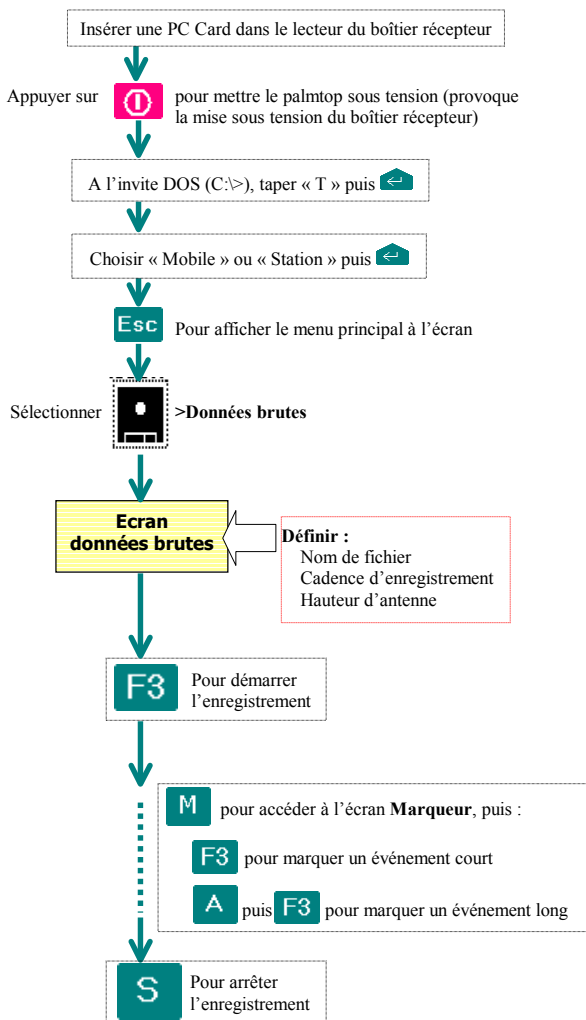 Insérer une PC Card dans le lecteur du boîtier récepteur
Appuyer sur pour mettre le palmtop sous tension (provoque
la mise sous tension du boîtier récepteur)
A l'invite DOS (C:\>), taper « T » puis
Choisir « Mobile » ou « Station » puis
Esc Pour afficher le menu principal à l'écran
Sélectionner >Données brutes
Ecran
données brutes
Définir :
Nom de fichier
Cadence d'enregistrement
Hauteur d'antenne
F3 Pour démarrer
l'enregistrement
M pour accéder à l'écran Marqueur, puis :
F3 pour marquer un événement court
A puis F3 pour marquer un événement long
S Pour arrêter
l'enregistrement